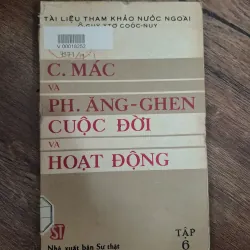 TÀI LIỆU THAM KHẢO NƯỚC NGOÀI
C. MÁC
VÀ
PH. ĂNG-GHEN
CUỘC ĐỜI
VÀ
HOẠT ĐỘNG
TẬP
6
ST
Nhà xuất bản Sự thật